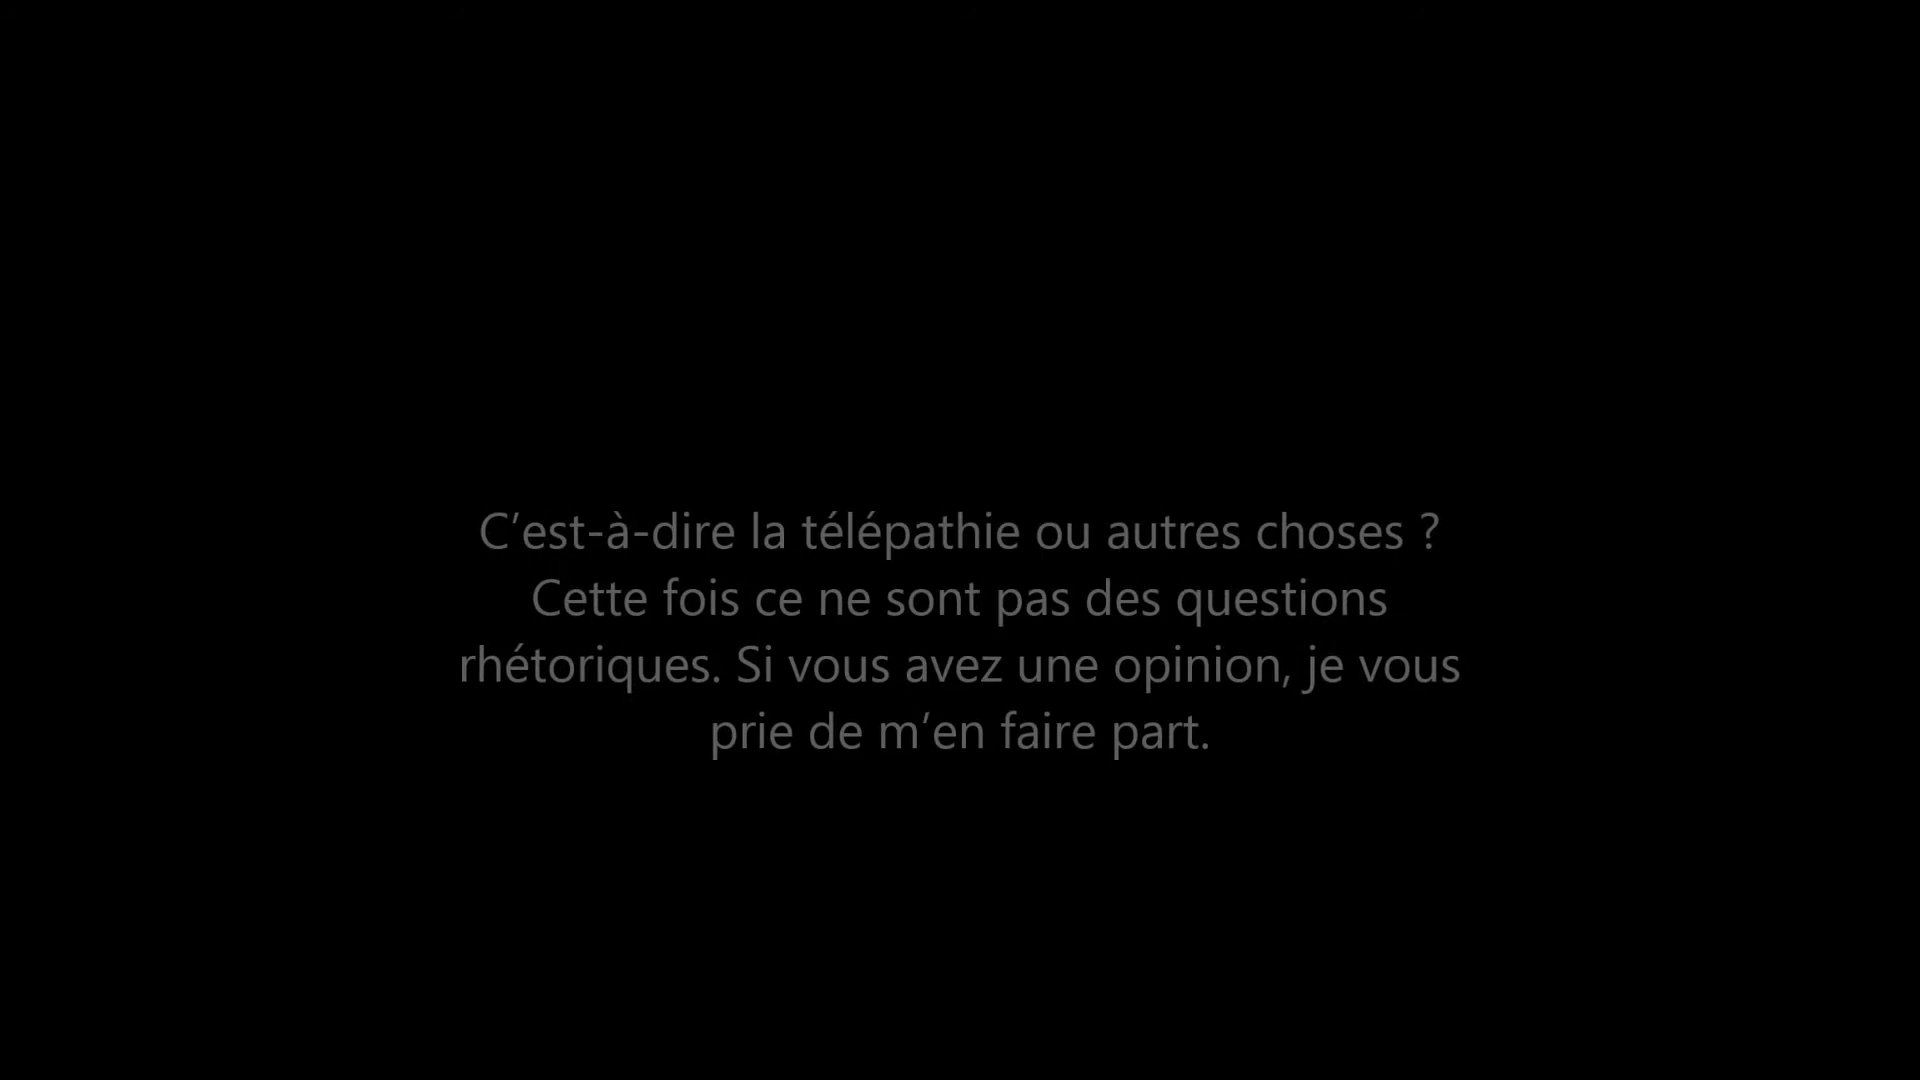 C’est-à-dire la télépathie ou autres choses ?
Cette fois ce ne sont pas des questions
rhétoriques. Si vous avez une opinion, je vous
prie de m’en faire part.